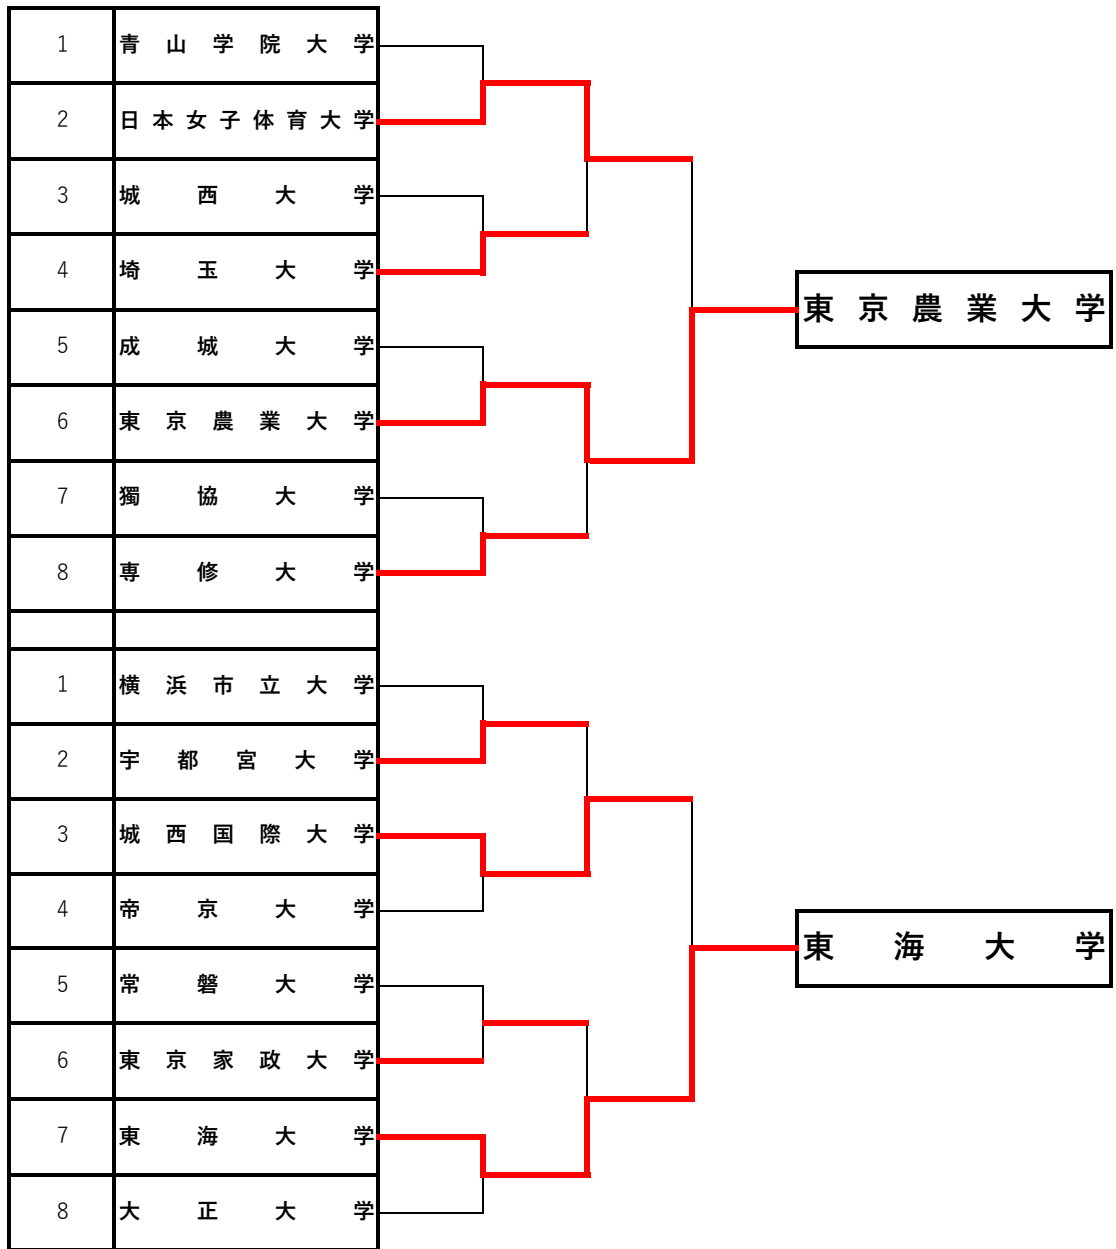 1 青山学院大学
2 日本女子体育大学
3 城西大学
4 埼玉大学
東京農業大学
5 成城大学
6 東京農業大学
7 獨協大学
8 専修大学
1 横浜市立大学
2 宇都宮大学
3 城西国際大学
4 帝京大学
東海大学
5 常磐大学
6 東京家政大学
7 東海大学
8 大正大学